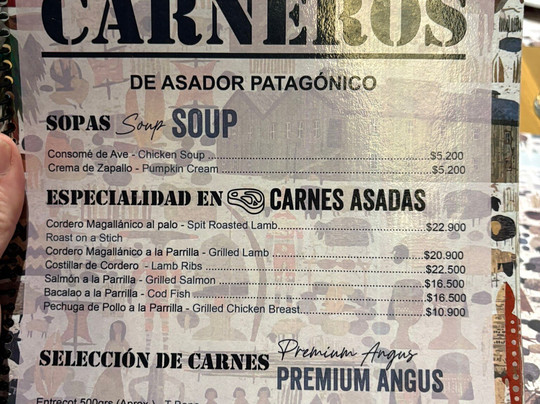 CARNEROS
DE ASADOR PATAGÓNICO
SOPAS Soup SOUP
Consomé de Ave - Chicken Soup ........ $5.200
Crema de Zapallo - Pumpkin Cream ........ $5.200
ESPECIALIDAD EN CARNES ASADAS
Cordero Magallánico al palo - Spit Roasted Lamb........ $22.900
Roast on a Stich
Cordero Magallánico a la Parrilla - Grilled Lamb ........ $20.900
Costillar de Cordero - Lamb Ribs ........ $22.500
Salmón a la Parrilla - Grilled Salmon ........ $16.500
Bacalao a la Parrilla - Cod Fish ........ $16.500
Pechuga de Pollo a la Parrilla - Grilled Chicken Breast........ $10.900
SELECCIÓN DE CARNES Premium Angus
PREMIUM ANGUS
Entrecot 500grs (Aprox.)